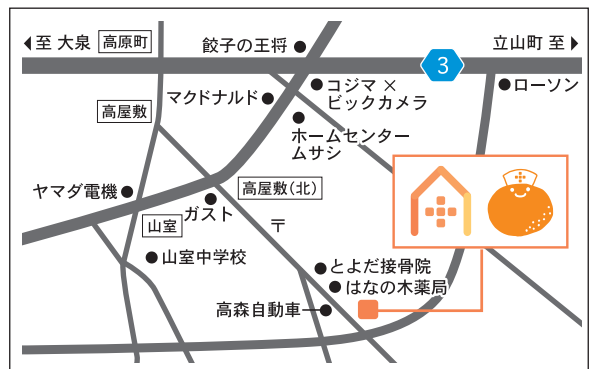 至 大泉
高原町
餃子の王将
立山町 至
3
コジマ×
ビックカメラ
ローソン
マクドナルド
高屋敷
ホームセンター
ムサシ
ヤマダ電機
高屋敷(北)
ガスト
山室
〒
山室中学校
とよだ接骨院
はなの木薬局
高森自動車